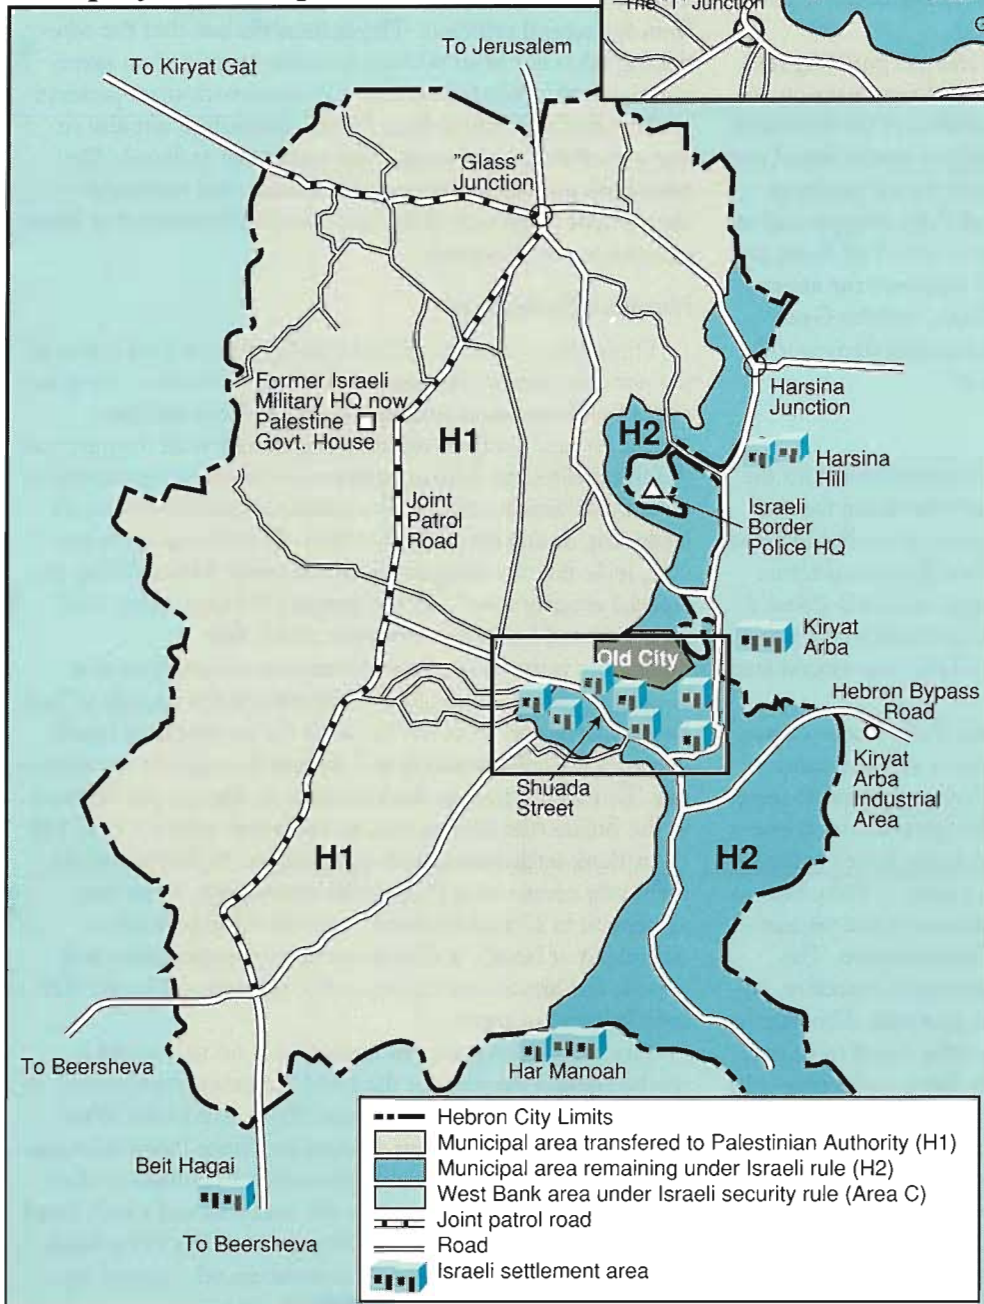 The "T" Junction
G
To Jerusalem
To Kiryat Gat
"Glass"
Junction
Former Israeli
Military HQ now
Palestine
Govt. House
H1
H2
Harsina
Junction
Harsina
Hill
Joint
Patrol
Road
Israeli
Border
Police HQ
Kiryat
Arba
Old City
Hebron Bypass
Road
Kiryat
Arba
Industrial
Area
Shuada
Street
H1
H2
To Beersheva
Har Manoah
Beit Hagai
To Beersheva
Hebron City Limits
Municipal area transfered to Palestinian Authority (H1)
Municipal area remaining under Israeli rule (H2)
West Bank area under Israeli security rule (Area C)
Joint patrol road
Road
Israeli settlement area